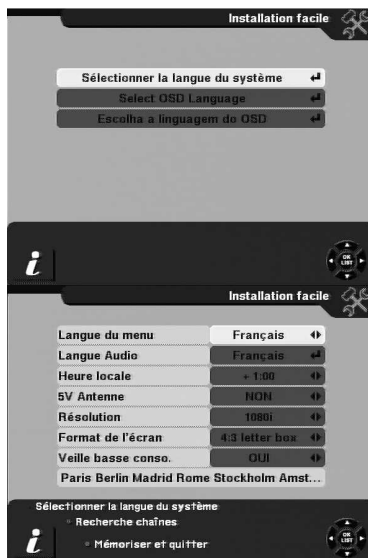 Installation facile
Sélectionner la langue du système
Select OSD Language
Escolha a linguagem do OSD
i
OK
LIST
Installation facile
Langue du menu Français
Langue Audio Français
Heure locale + 1:00
5V Antenne NON
Résolution 1080i
Format de l'écran 4:3 letter box
Veille basse conso. OUI
Paris Berlin Madrid Rome Stockholm Amst...
Sélectionner la langue du système
Recherche chaînes
Mémoriser et quitter
i
OK
LIST